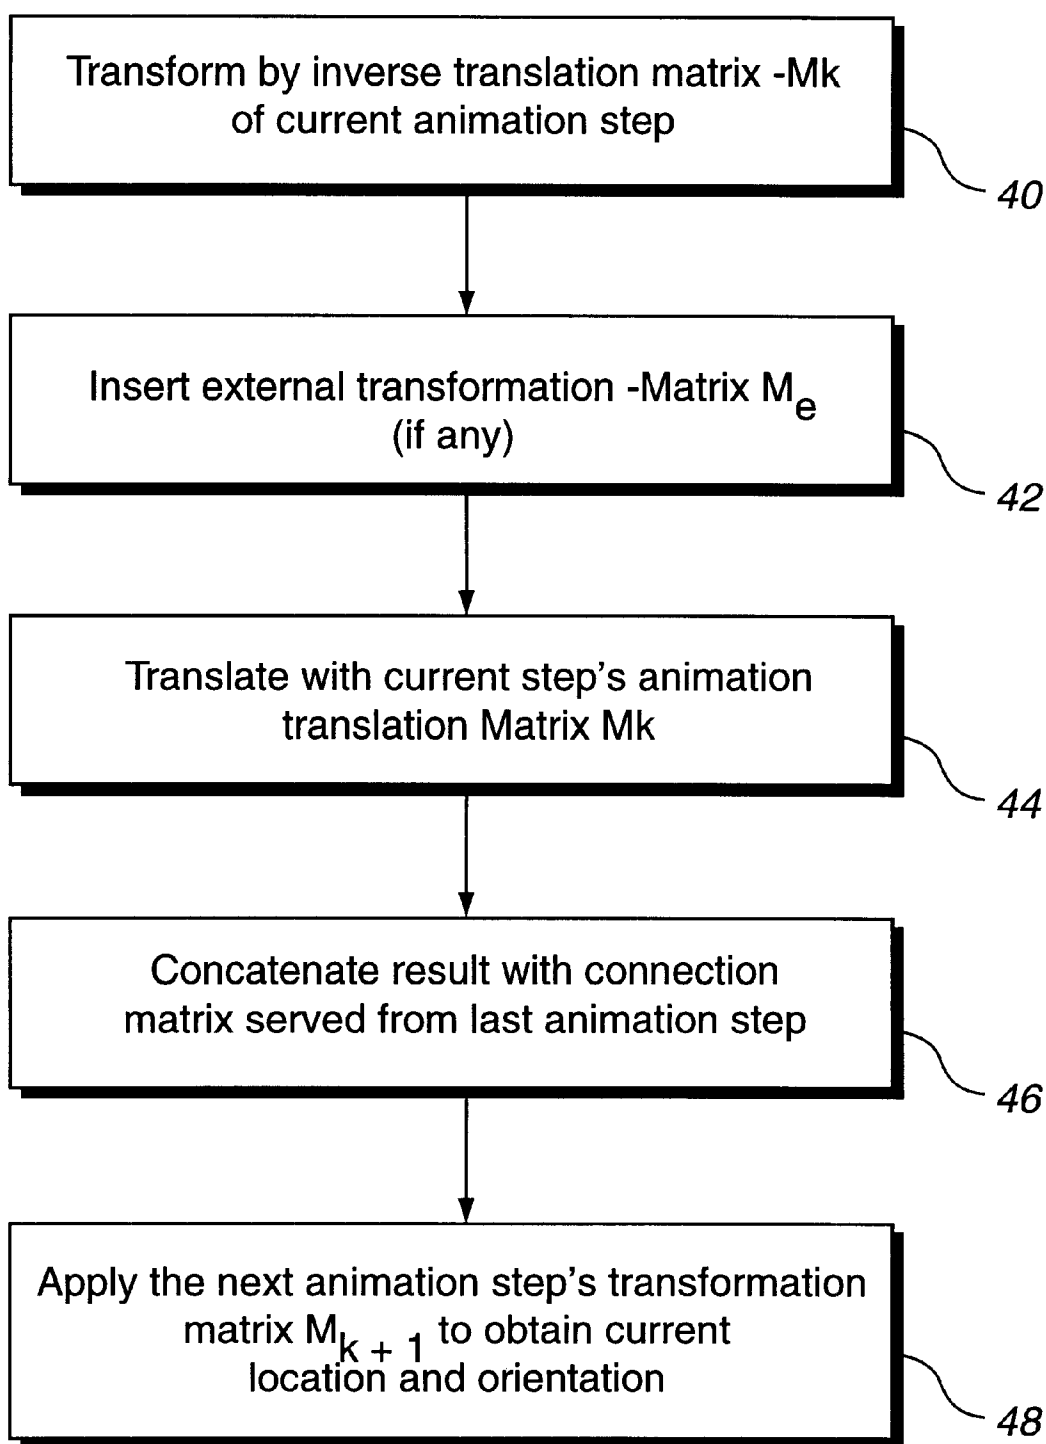 Transform by inverse translation matrix -Mk
of current animation step
40
Insert external transformation -Matrix Me
(if any)
42
Translate with current step's animation
translation Matrix Mk
44
Concatenate result with connection
matrix served from last animation step
46
Apply the next animation step's transformation
matrix Mk + 1 to obtain current
location and orientation
48